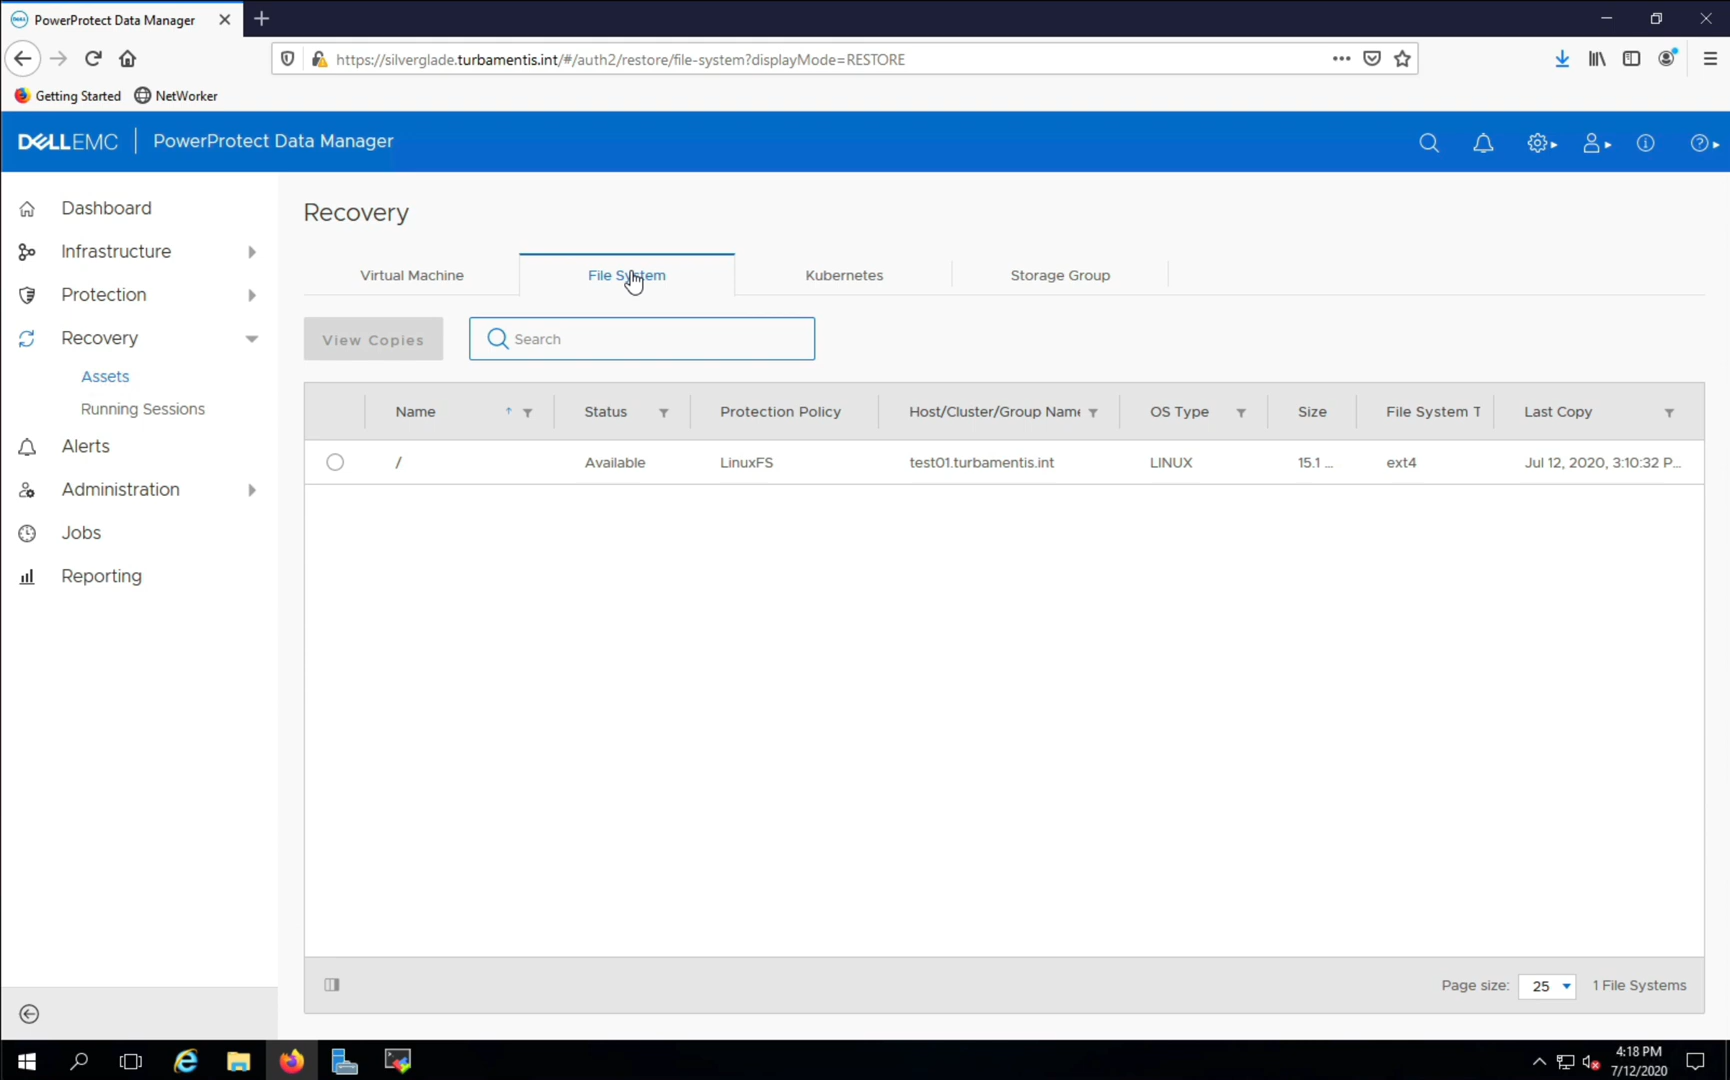 PowerProtect Data Manager
https://silverglade.turbamentis.int/#/auth2/restore/file-system?displayMode=RESTORE
Getting Started NetWorker
DELLEMC PowerProtect Data Manager
Dashboard
Infrastructure
Protection
Recovery
Assets
Running Sessions
Alerts
Administration
Jobs
Reporting
Recovery
Virtual Machine File System Kubernetes Storage Group
View Copies Search
Name Status Protection Policy Host/Cluster/Group Name OS Type Size File System T Last Copy
/ Available LinuxFS test01.turbamentis.int LINUX 15.1 ... ext4 Jul 12, 2020, 3:10:32 P...
Page size: 25 1 File Systems
4:18 PM
7/12/2020